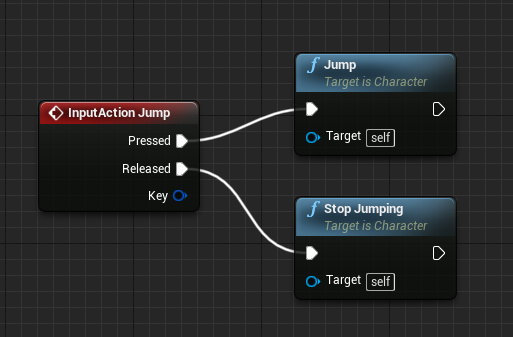 InputAction Jump
Pressed
Released
Key
f Jump
Target is Character
Target self
f Stop Jumping
Target is Character
Target self